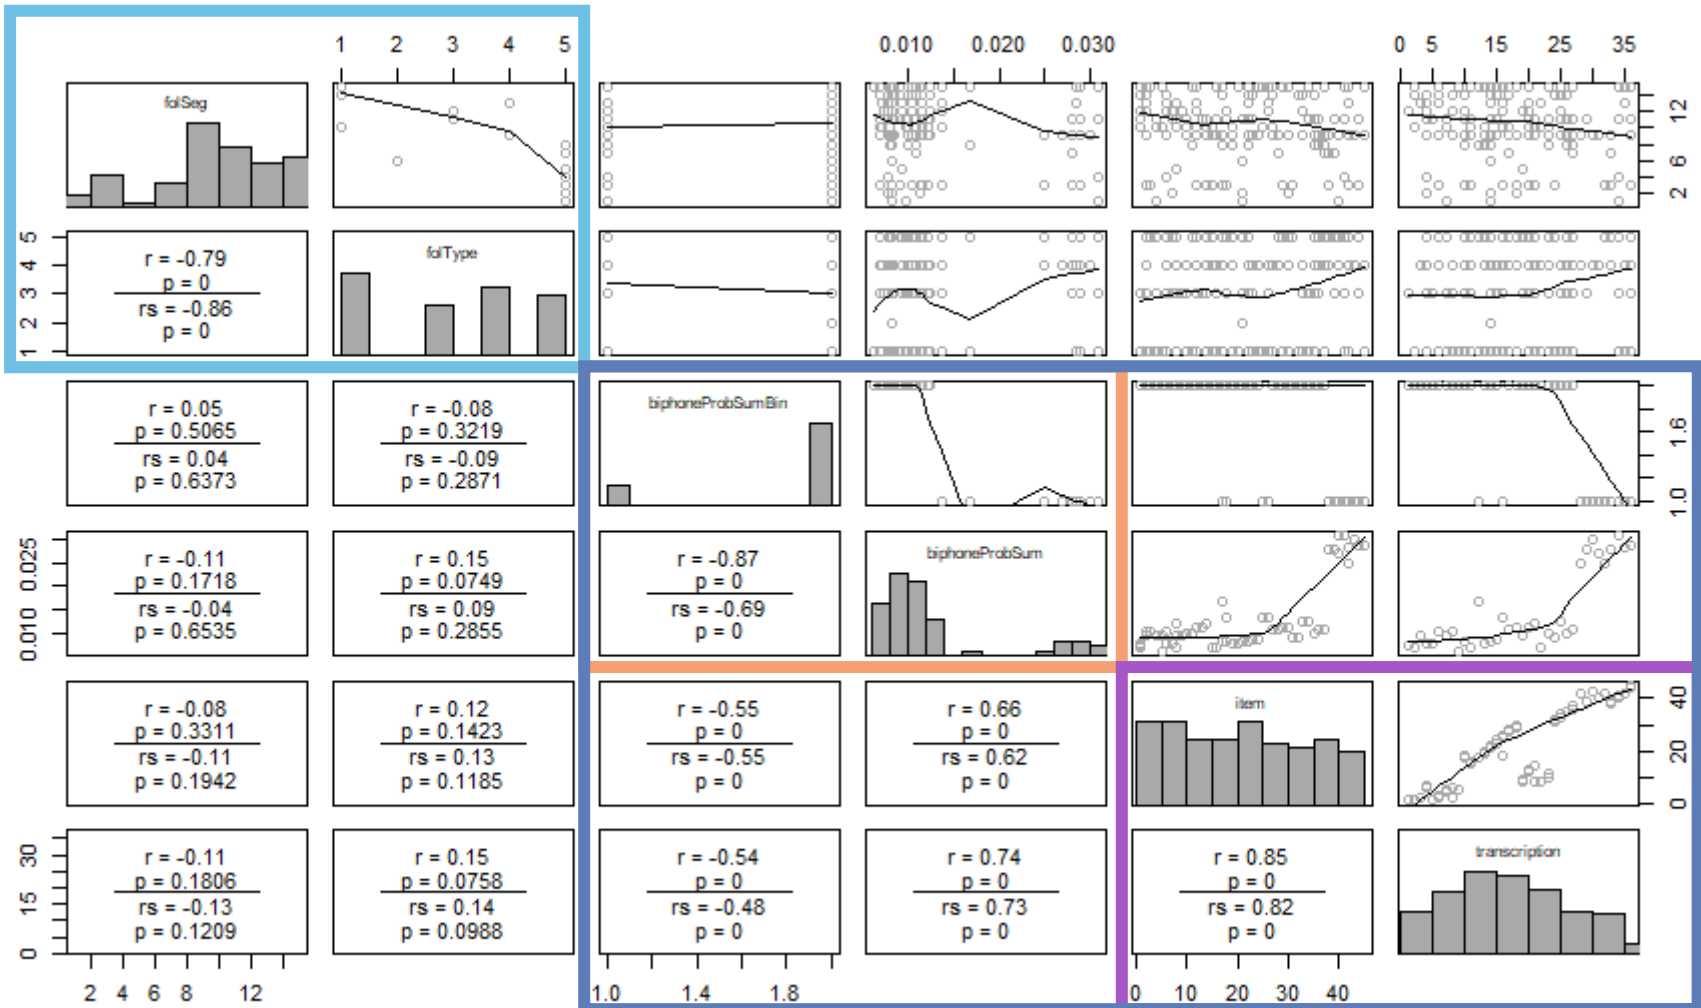 1 2 3 4 5 0.010 0.020 0.030 0 5 15 25 35
folSeg
12
6
2
5
4
3
2
1
r = -0.79
p = 0
rs = -0.86
p = 0
folType
r = 0.05
p = 0.5065
rs = 0.04
p = 0.6373
r = -0.08
p = 0.3219
rs = -0.09
p = 0.2871
biphoneProbSumBin
1.6
1.0
0.025
0.010
r = -0.11
p = 0.1718
rs = -0.04
p = 0.6535
r = 0.15
p = 0.0749
rs = 0.09
p = 0.2855
r = -0.87
p = 0
rs = -0.69
p = 0
biphoneProbSum
r = -0.08
p = 0.3311
rs = -0.11
p = 0.1942
r = 0.12
p = 0.1423
rs = 0.13
p = 0.1185
r = -0.55
p = 0
rs = -0.55
p = 0
r = 0.66
p = 0
rs = 0.62
p = 0
item
40
20
0
30
15
0
r = -0.11
p = 0.1806
rs = -0.13
p = 0.1209
r = 0.15
p = 0.0758
rs = 0.14
p = 0.0988
r = -0.54
p = 0
rs = -0.48
p = 0
r = 0.74
p = 0
rs = 0.73
p = 0
r = 0.85
p = 0
rs = 0.82
p = 0
transcription
2 4 6 8 12 1.0 1.4 1.8 0 10 20 30 40